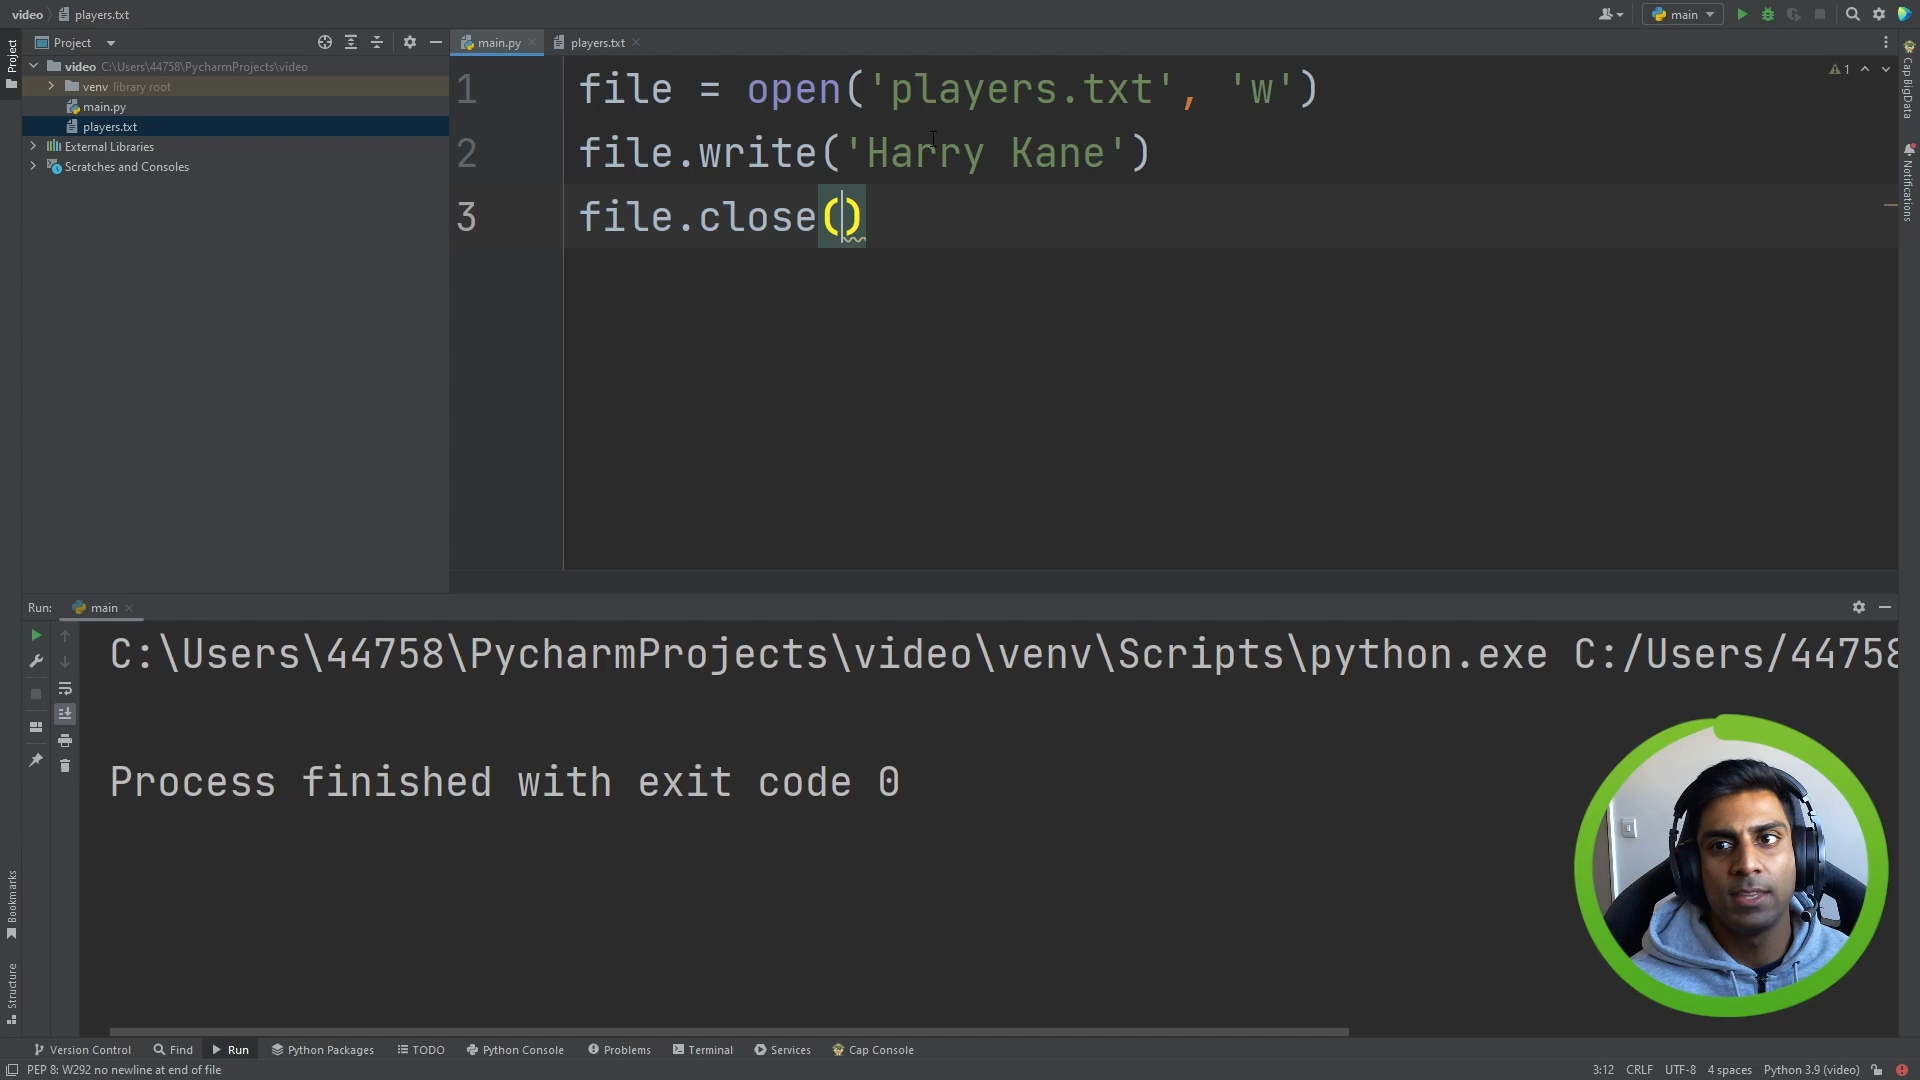 video
players.txt
main
Project
main.py
players.txt
1
Project
video C:\Users\44758\PycharmProjects\video
venv library root
main.py
players.txt
External Libraries
Scratches and Consoles
1 file = open('players.txt', 'w')
2 file.write('Harry Kane')
3 file.close()
Cap BigData
Notifications
Run: main
C:\Users\44758\PycharmProjects\video\venv\Scripts\python.exe C:/Users/44758
Process finished with exit code 0
Bookmarks
Structure
Version Control
Find
Run
Python Packages
TODO
Python Console
Problems
Terminal
Services
Cap Console
PEP 8: W292 no newline at end of file
3:12 CRLF UTF-8 4 spaces Python 3.9 (video)